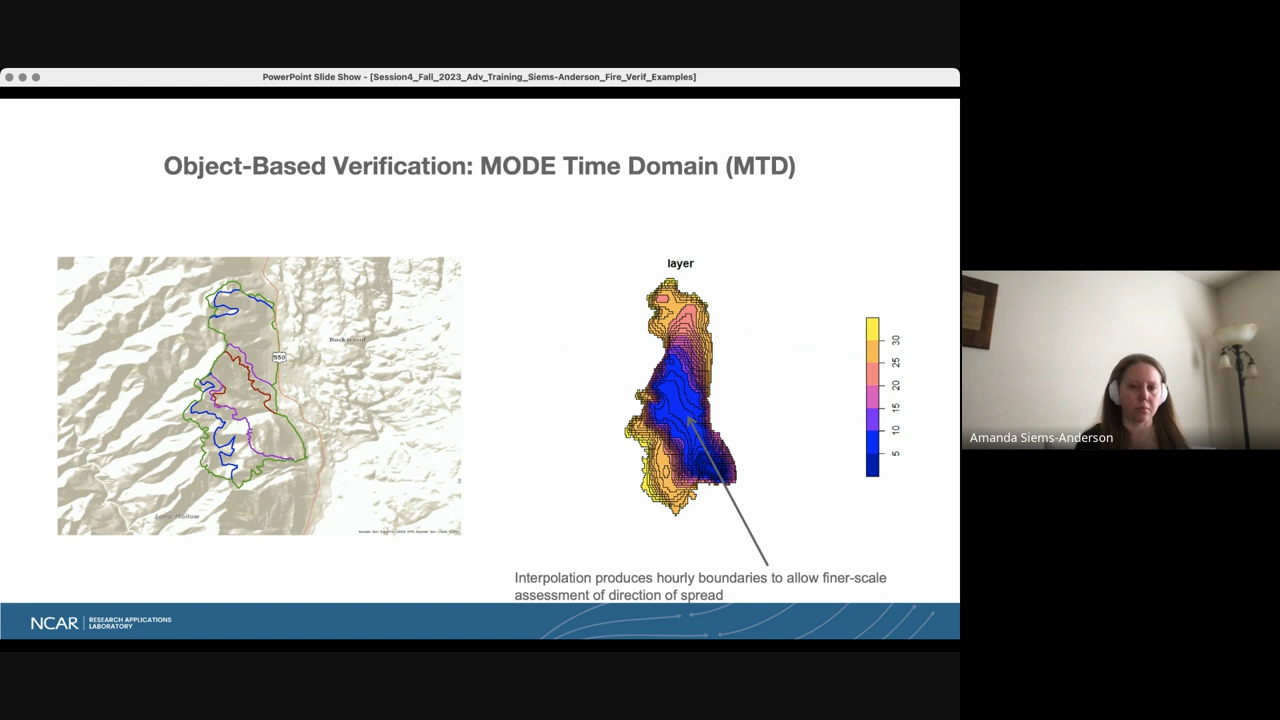 PowerPoint Slide Show - [Session4_Fall_2023_Adv_Training_Siems-Anderson_Fire_Verif_Examples]
Object-Based Verification: MODE Time Domain (MTD)
layer
Rockwood
550
30
25
20
15
10
5
Amanda Siems-Anderson
Interpolation produces hourly boundaries to allow finer-scale
assessment of direction of spread
NCAR
RESEARCH APPLICATIONS
LABORATORY